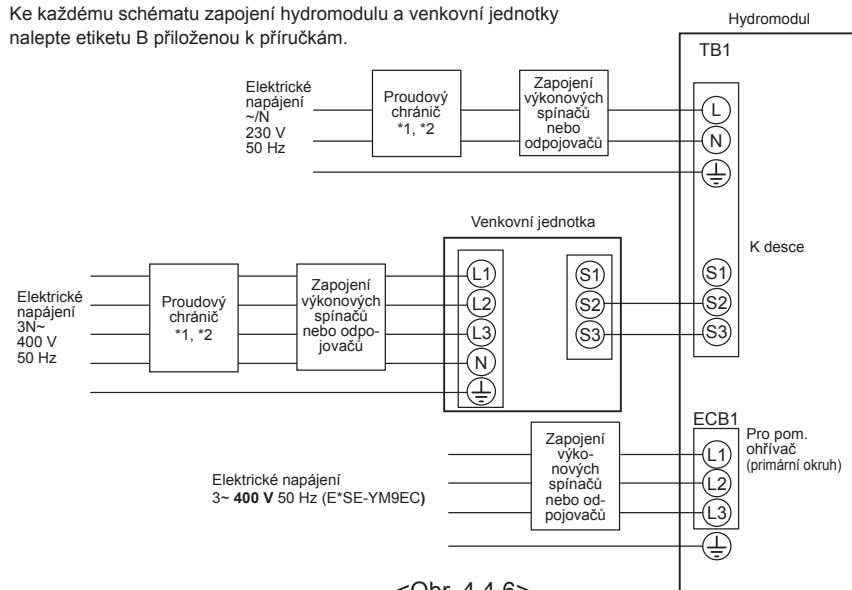 Ke každému schématu zapojení hydromodulu a venkovní jednotky
nalepte etiketu B přiloženou k příručkám.
Hydromodul
TB1
Elektrické
napájení
~/N
230 V
50 Hz
Proudový
chránič
*1, *2
Zapojení
výkonových
spínačů
nebo
odpojovačů
L
N
Venkovní jednotka
K desce
Elektrické
napájení
3N~
400 V
50 Hz
Proudový
chránič
*1, *2
Zapojení
výkonových
spínačů
nebo odpo-
jovačů
L1
L2
L3
N
S1
S2
S3
S1
S2
S3
ECB1
Elektrické napájení
3~ 400 V 50 Hz (E*SE-YM9EC)
Zapojení
výko-
nových
spínačů
nebo od-
pojovačů
L1
L2
L3
Pro pom.
ohřívač
(primární okruh)
<Obr. 4.4.6>